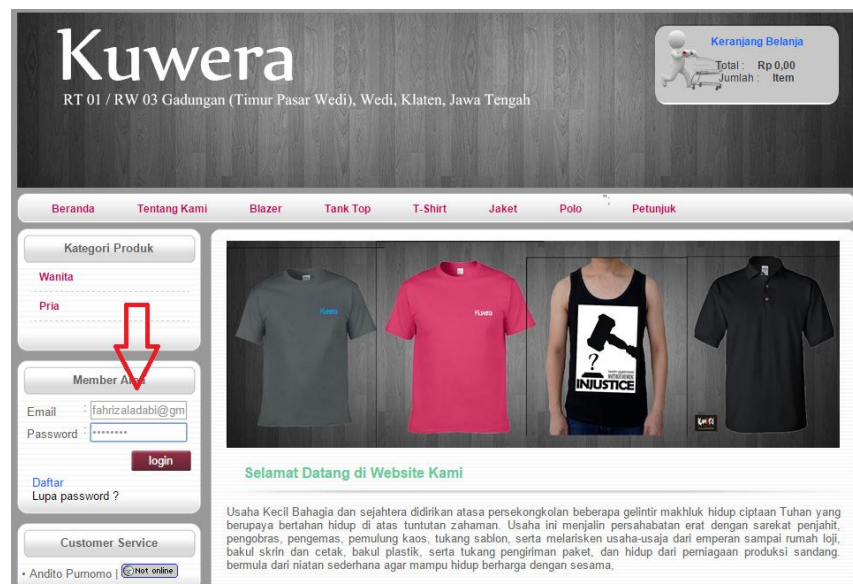 Kuwera
RT 01 / RW 03 Gadungan (Timur Pasar Wedi), Wedi, Klaten, Jawa Tengah
Keranjang Belanja
Total : Rp 0,00
Jumlah : Item
Beranda Tentang Kami Blazer Tank Top T-Shirt Jaket Polo "; Petunjuk
Kategori Produk
Wanita
Pria
Member Area
Email : fahrizaladabi@gm
Password : ••••••••
login
Daftar
Lupa password ?
Customer Service
• Andito Purnomo | Not online
Kuwera
Kuwera
?
INJUSTICE
Selamat Datang di Website Kami
Usaha Kecil Bahagia dan sejahtera didirikan atasa persekongkolan beberapa gelintir makhluk hidup ciptaan Tuhan yang
berupaya bertahan hidup di atas tuntutan zahaman. Usaha ini menjalin persahabatan erat dengan sarekat penjahit,
pengobras, pengemas, pemulung kaos, tukang sablon, serta melarisken usaha-usaja dari emperan sampai rumah loji,
bakul skrin dan cetak, bakul plastik, serta tukang pengiriman paket, dan hidup dari perniagaan produksi sandang.
bermula dari niatan sederhana agar mampu hidup berharga dengan sesama,